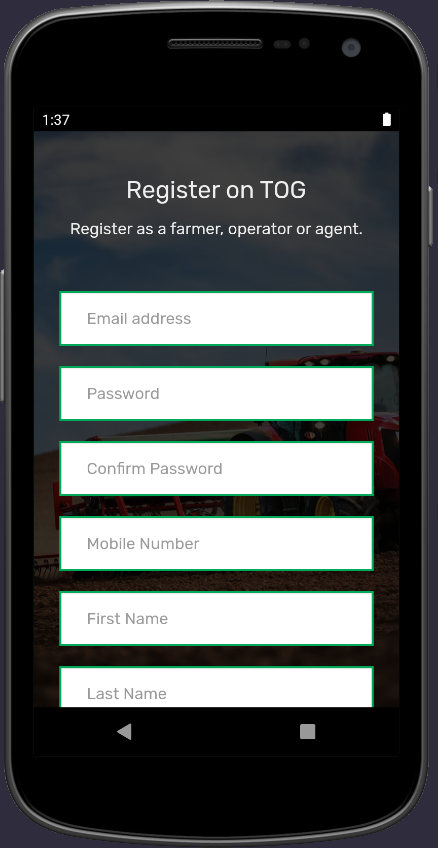 1:37
Register on TOG
Register as a farmer, operator or agent.
Email address
Password
Confirm Password
Mobile Number
First Name
Last Name